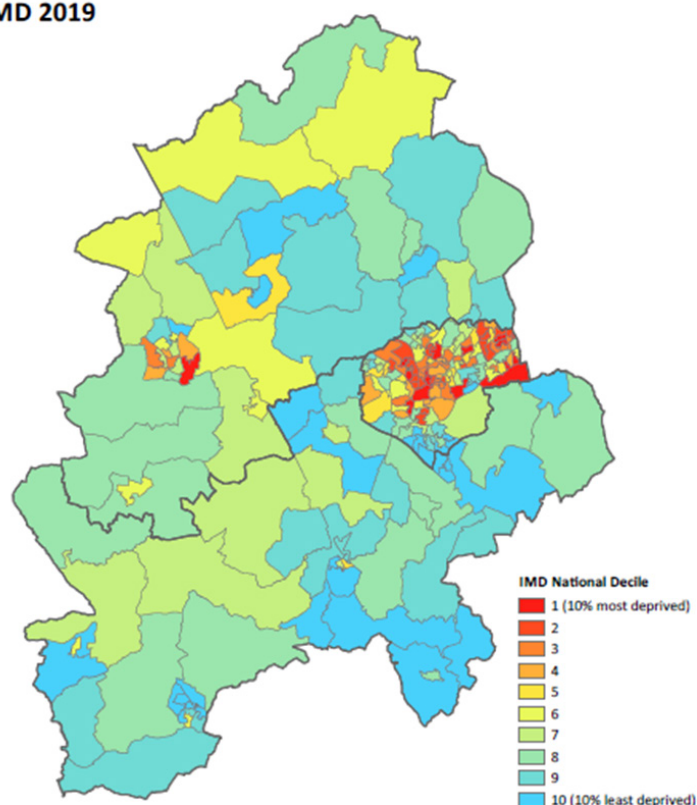 MD 2019
IMD National Decile
1 (10% most deprived)
2
3
4
5
6
7
8
9
10 (10% least deprived)